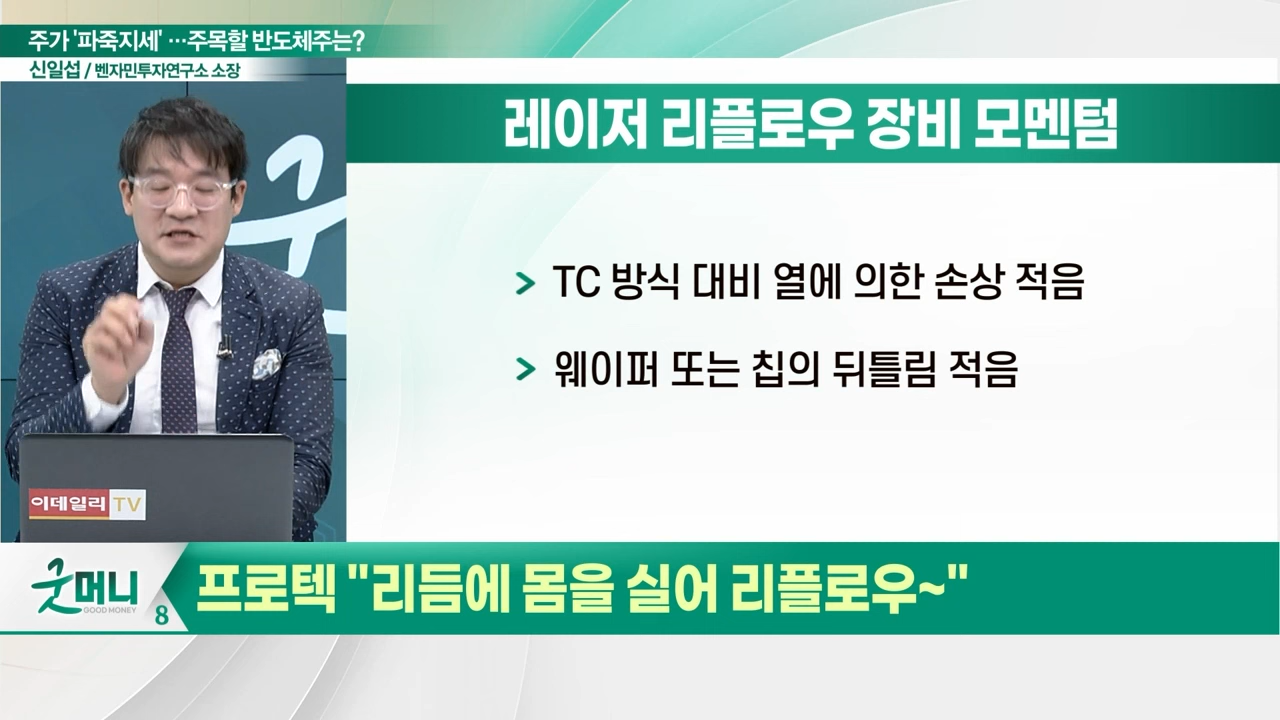 주가 '파죽지세' …주목할 반도체주는?
신일섭 / 벤자민투자연구소 소장
레이저 리플로우 장비 모멘텀
> TC 방식 대비 열에 의한 손상 적음
> 웨이퍼 또는 칩의 뒤틀림 적음
이데일리 TV
굿머니
GOOD MONEY
8
프로텍 "리듬에 몸을 실어 리플로우~"